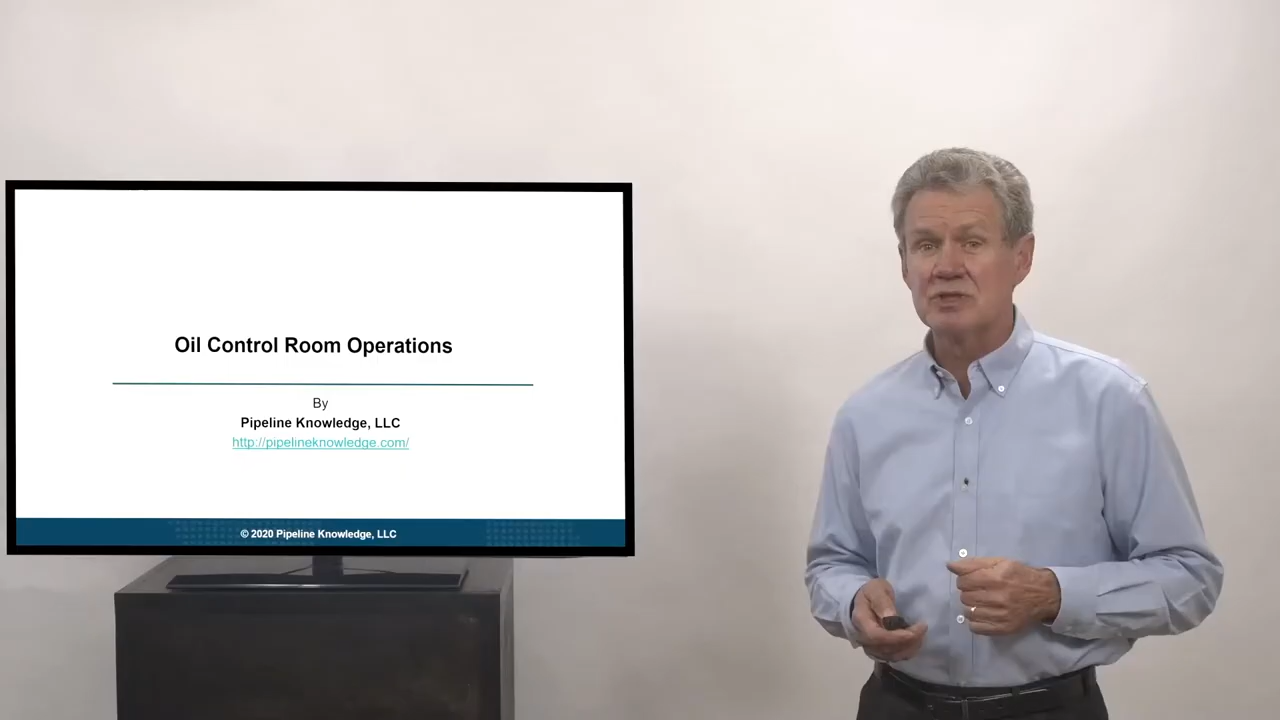 Oil Control Room Operations
By
Pipeline Knowledge, LLC
http://pipelineknowledge.com/
© 2020 Pipeline Knowledge, LLC